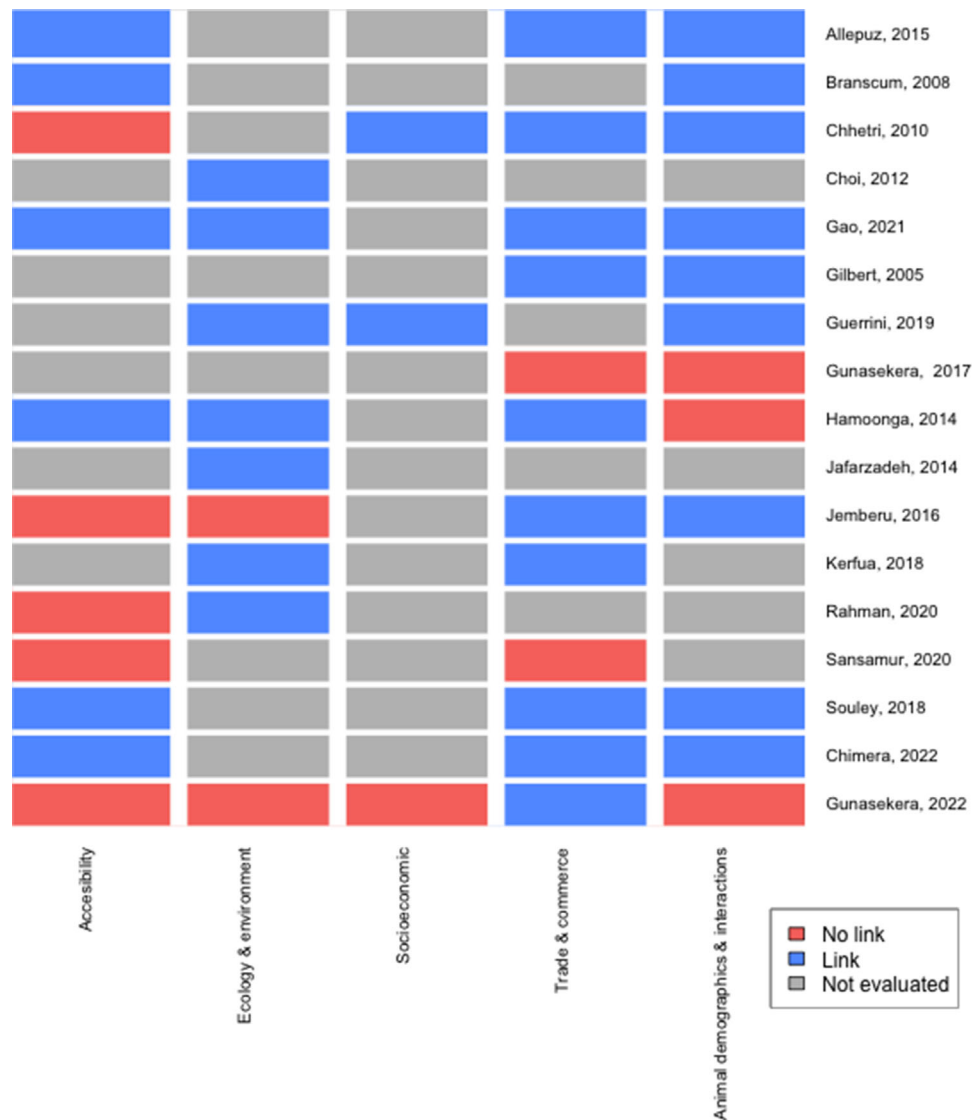 Allepuz, 2015
Branscum, 2008
Chhetri, 2010
Choi, 2012
Gao, 2021
Gilbert, 2005
Guerrini, 2019
Gunasekera, 2017
Hamoonga, 2014
Jafarzadeh, 2014
Jemberu, 2016
Kerfua, 2018
Rahman, 2020
Sansamur, 2020
Souley, 2018
Chimera, 2022
Gunasekera, 2022
Accesibility
Ecology & environment
Socioeconomic
Trade & commerce
Animal demographics & interactions
No link
Link
Not evaluated